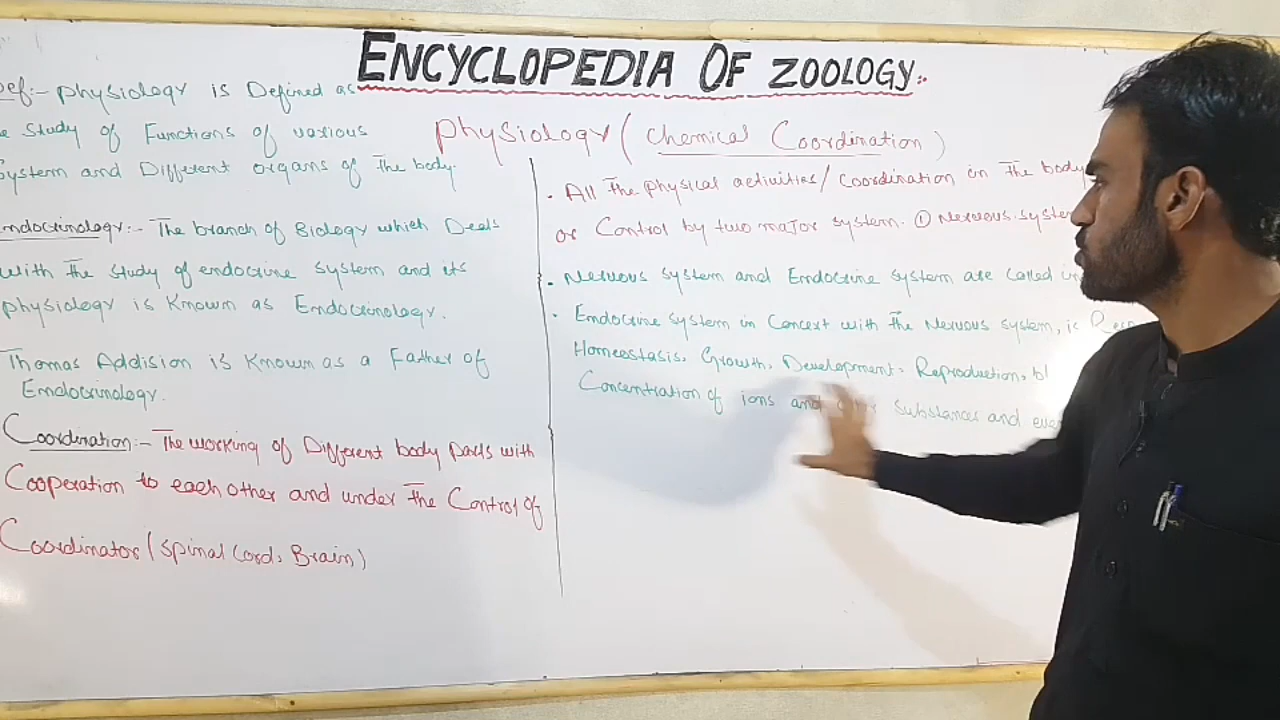 ENCYCLOPEDIA OF ZOOLOGY:-
Physiology (Chemical Coordination)
Def:- Physiology is Defined as
Study of Functions of various
System and Different organs of The body.
Endocrinology:- The branch of Biology which Deals
with The study of endocrine system and its
Physiology is Known as Endocrinology.
Thomas Addision is Known as a Father of
Endocrinology.
Coordination:- The working of Different body parts with
Cooperation to each other and under The Control of
Coordinator (Spinal Cord, Brain)
• All The physical activities/Coordination in The body
or Control by two major system. ① Nervous system
• Nervous system and Endocrine system are called
• Endocrine system in Concert with The Nervous system, is
Homeostasis, Growth, Development, Reproduction,
Concentration of ions and substances and